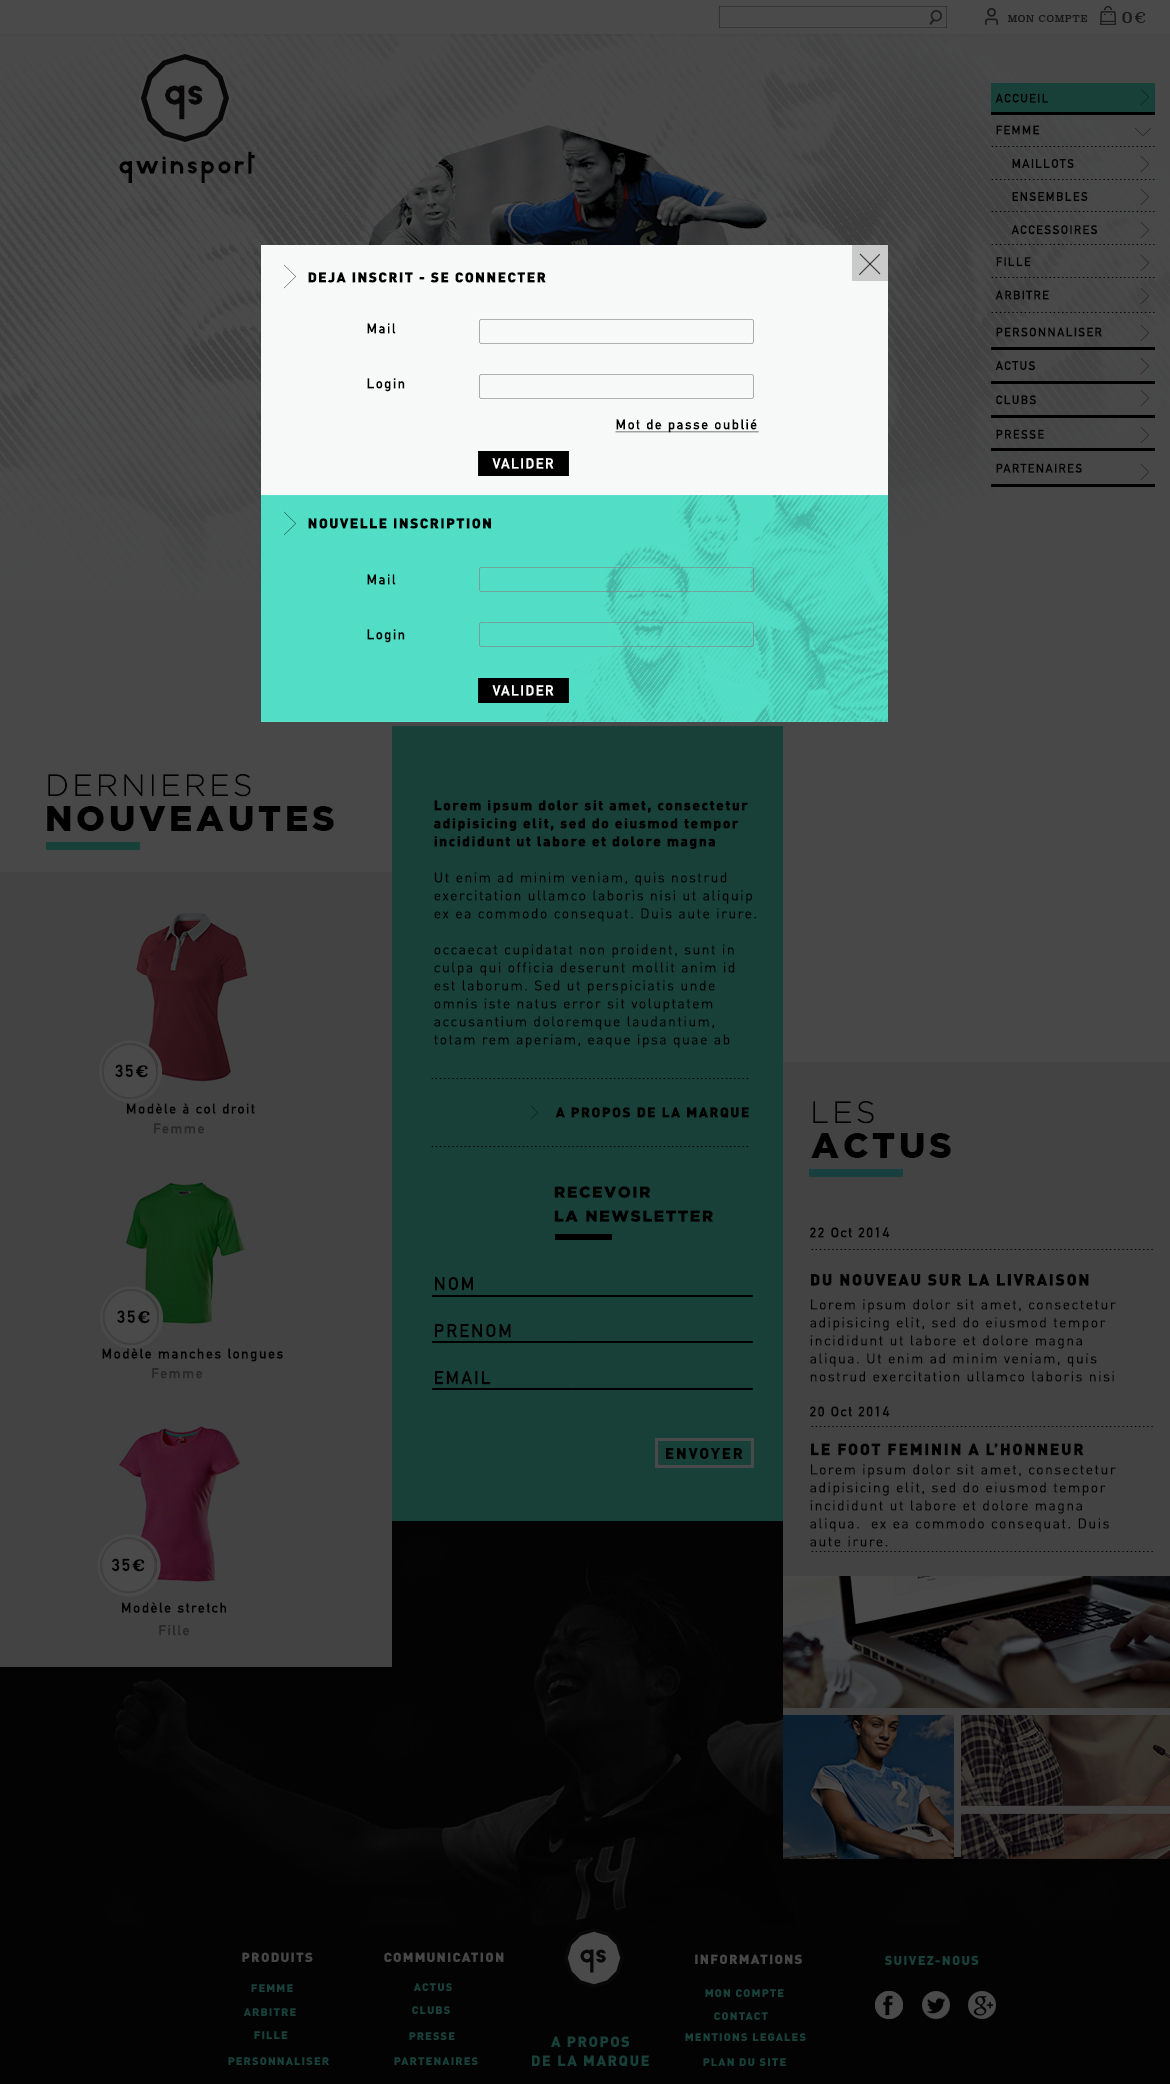 MON COMPTE
0€
qs
qwinsport
ACCUEIL
FEMME
MAILLOTS
ENSEMBLES
ACCESSOIRES
FILLE
ARBITRE
PERSONNALISER
ACTUS
CLUBS
PRESSE
PARTENAIRES
DEJA INSCRIT - SE CONNECTER
Mail
Login
Mot de passe oublié
VALIDER
NOUVELLE INSCRIPTION
Mail
Login
VALIDER
DERNIERES
NOUVEAUTES
35€
Modèle à col droit
Femme
35€
Modèle manches longues
Femme
35€
Modèle stretch
Fille
Lorem ipsum dolor sit amet, consectetur
adipisicing elit, sed do eiusmod tempor
incididunt ut labore et dolore magna
Ut enim ad minim veniam, quis nostrud
exercitation ullamco laboris nisi ut aliquip
ex ea commodo consequat. Duis aute irure.
occaecat cupidatat non proident, sunt in
culpa qui officia deserunt mollit anim id
est laborum. Sed ut perspiciatis unde
omnis iste natus error sit voluptatem
accusantium doloremque laudantium,
totam rem aperiam, eaque ipsa quae ab
A PROPOS DE LA MARQUE
RECEVOIR
LA NEWSLETTER
NOM
PRENOM
EMAIL
ENVOYER
LES
ACTUS
22 Oct 2014
DU NOUVEAU SUR LA LIVRAISON
Lorem ipsum dolor sit amet, consectetur
adipisicing elit, sed do eiusmod tempor
incididunt ut labore et dolore magna
aliqua. Ut enim ad minim veniam, quis
nostrud exercitation ullamco laboris nisi
20 Oct 2014
LE FOOT FEMININ A L'HONNEUR
Lorem ipsum dolor sit amet, consectetur
adipisicing elit, sed do eiusmod tempor
incididunt ut labore et dolore magna
aliqua.  ex ea commodo consequat. Duis
aute irure.
2
14
PRODUITS
FEMME
ARBITRE
FILLE
PERSONNALISER
COMMUNICATION
ACTUS
CLUBS
PRESSE
PARTENAIRES
qs
A PROPOS
DE LA MARQUE
INFORMATIONS
MON COMPTE
CONTACT
MENTIONS LEGALES
PLAN DU SITE
SUIVEZ-NOUS